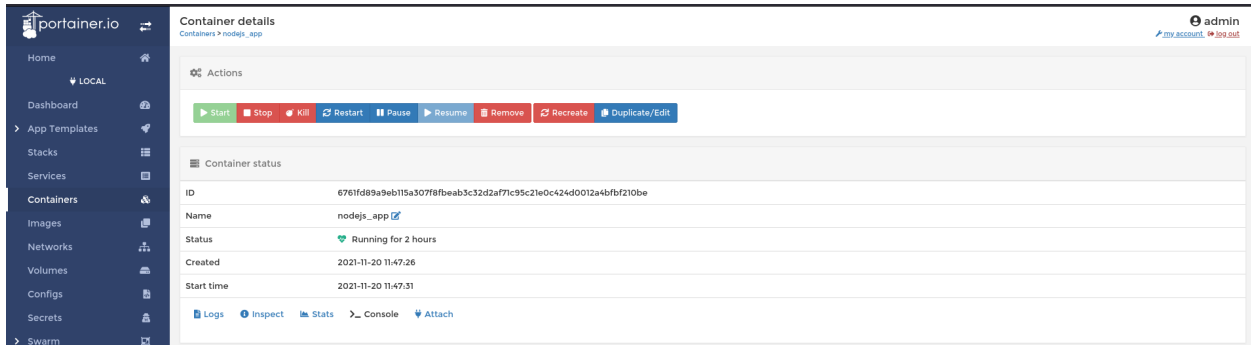 portainer.io
Home
LOCAL
Dashboard
App Templates
Stacks
Services
Containers
Images
Networks
Volumes
Configs
Secrets
Swarm
Container details
Containers > nodejs_app
admin
my account log out
Actions
Start Stop Kill Restart Pause Resume Remove Recreate Duplicate/Edit
Container status
ID 6761fd89a9eb115a307f8fbeab3c32d2af71c95c21e0c424d0012a4bfbf210be
Name nodejs_app
Status Running for 2 hours
Created 2021-11-20 11:47:26
Start time 2021-11-20 11:47:31
Logs Inspect Stats >_ Console Attach